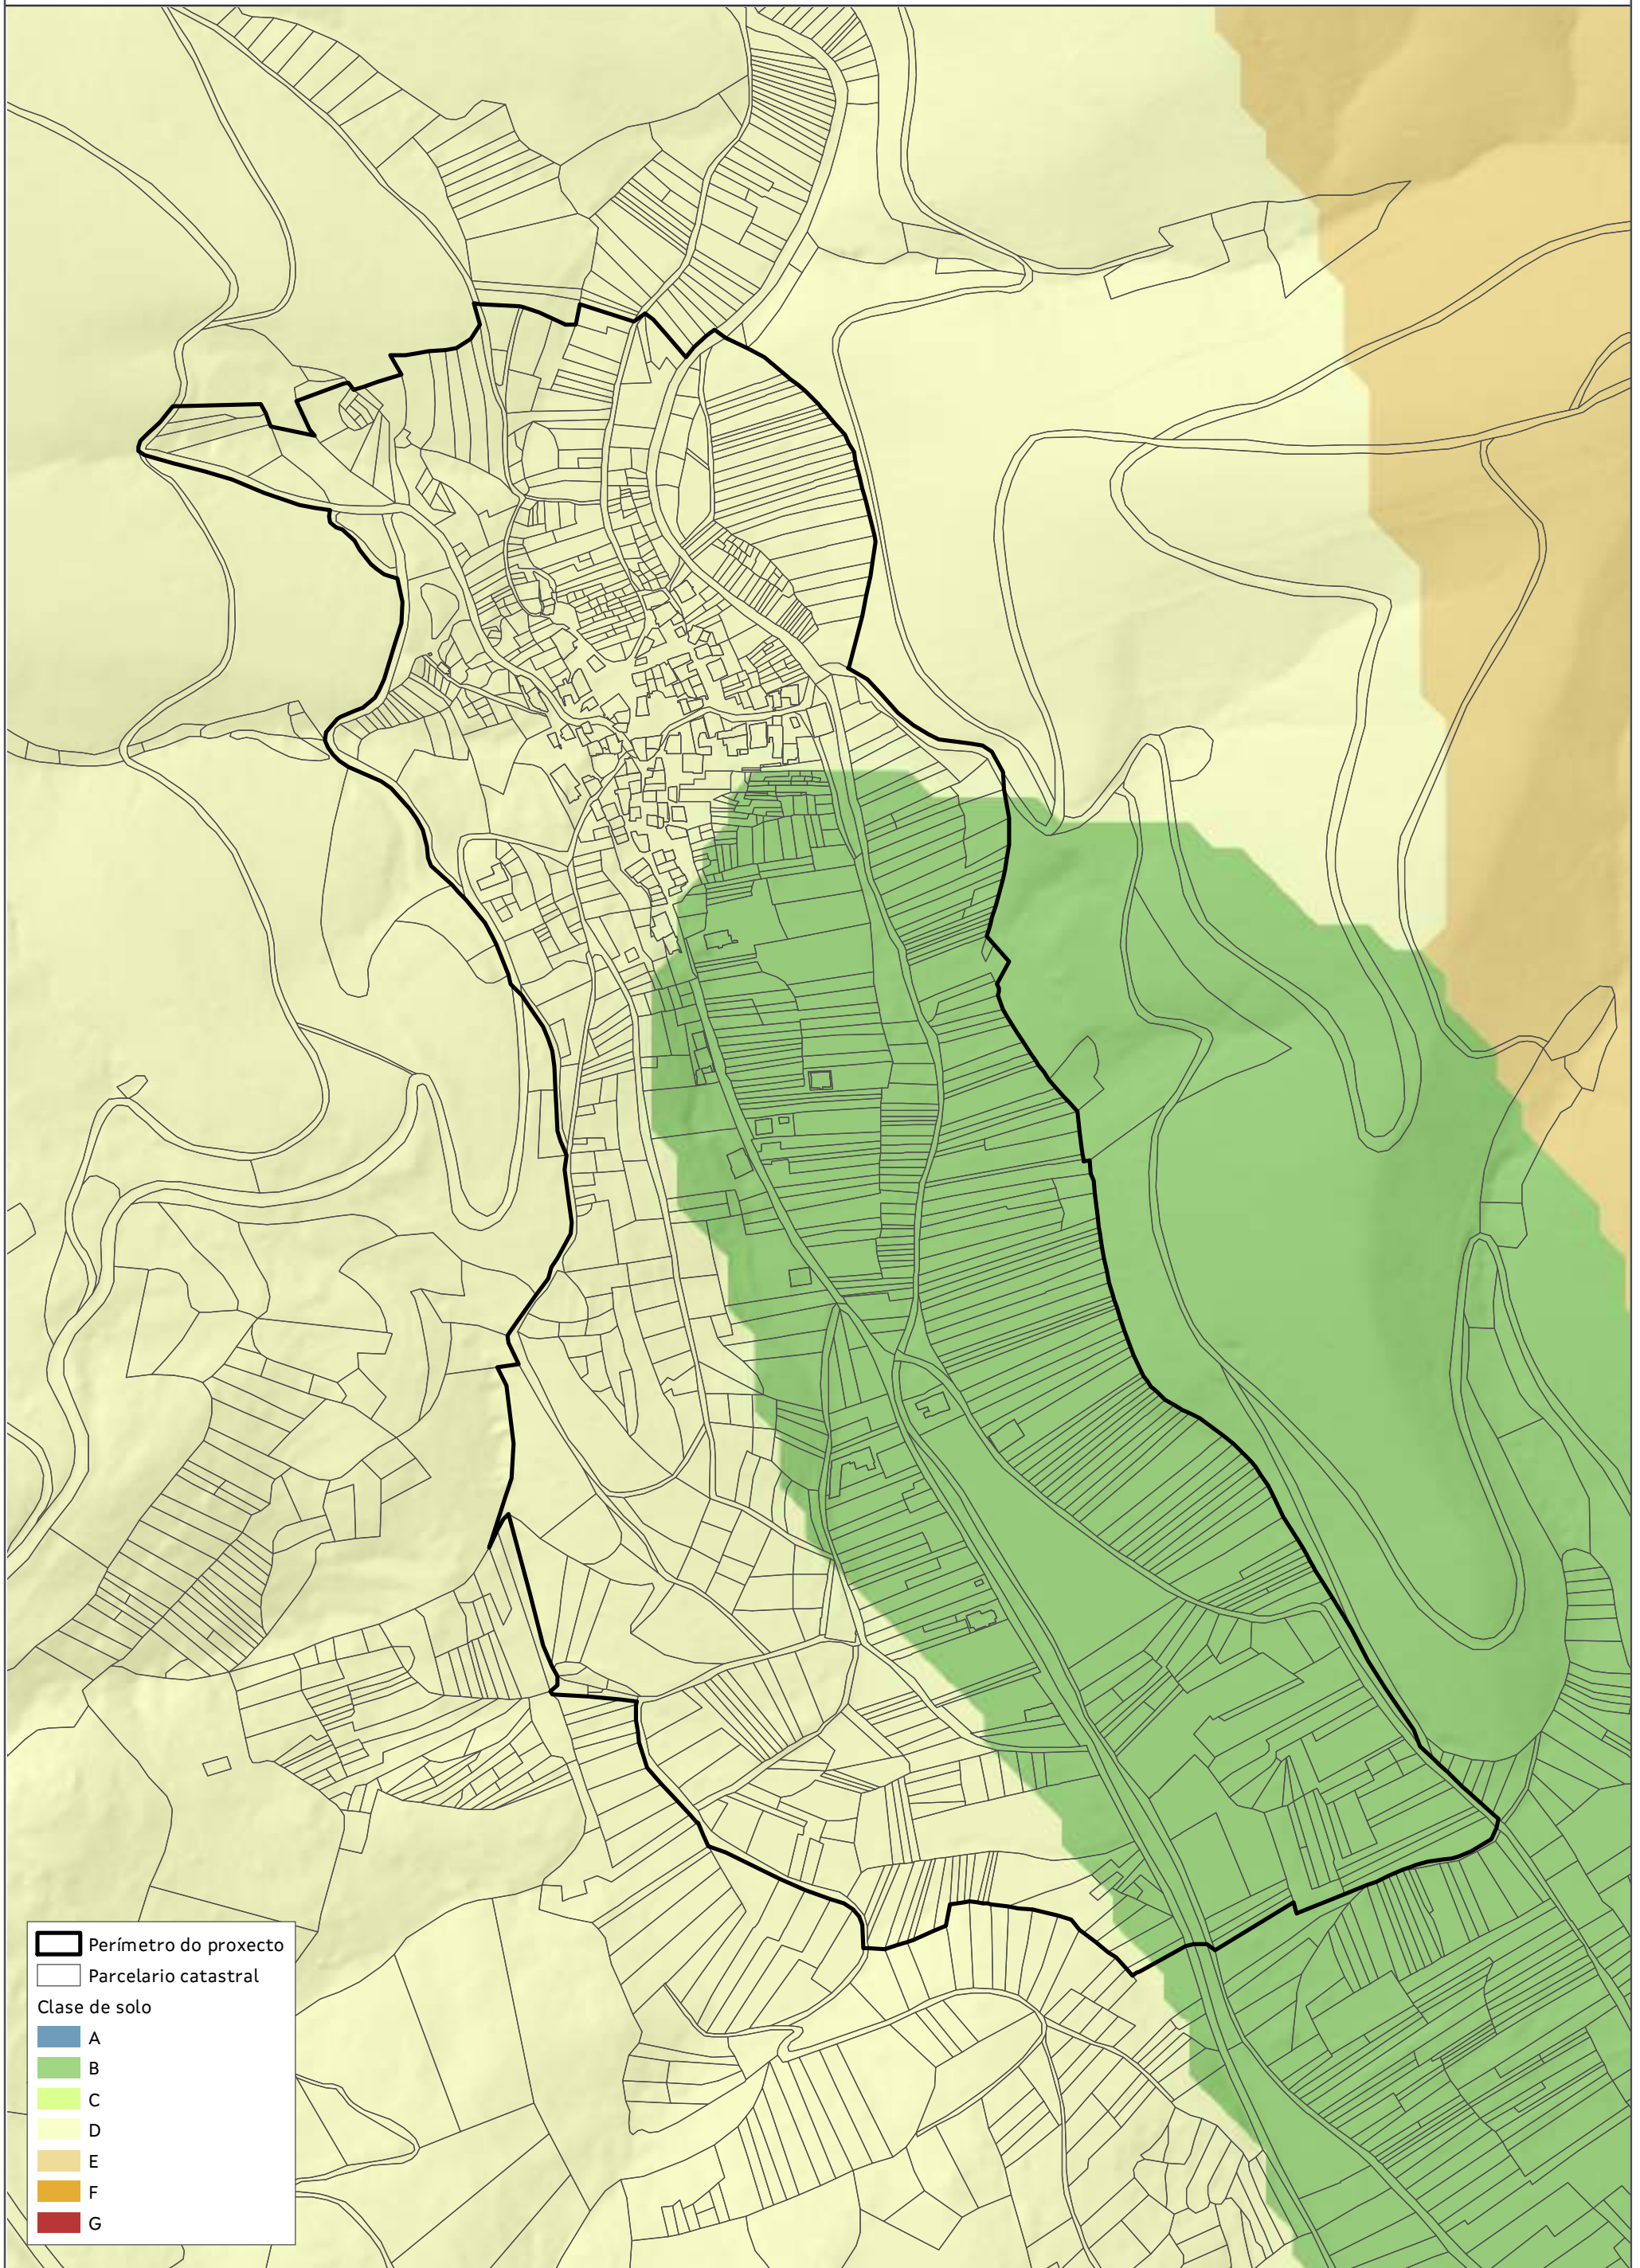 Perímetro do proxecto
Parcelario catastral
Clase de solo
A
B
C
D
E
F
G